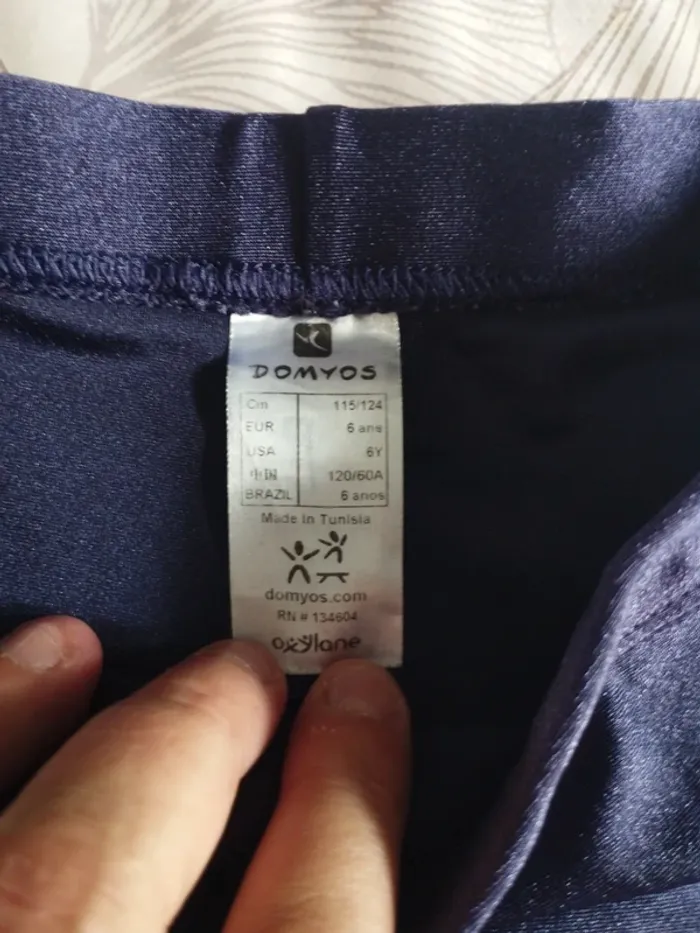 DOMYOS
Cm 115/124
EUR 6 ans
USA 6Y
中国 120/60A
BRAZIL 6 anos
Made in Tunisia
domyos.com
RN # 134604
oxylane